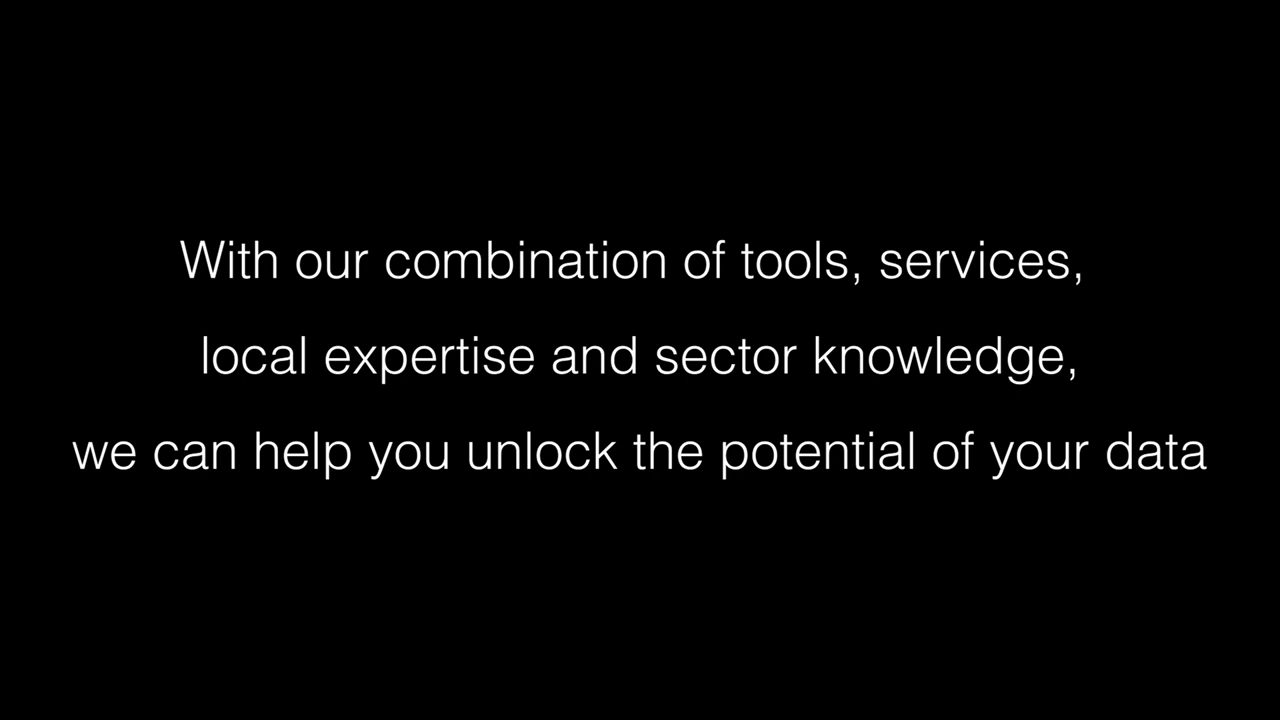 With our combination of tools, services,
local expertise and sector knowledge,
we can help you unlock the potential of your data